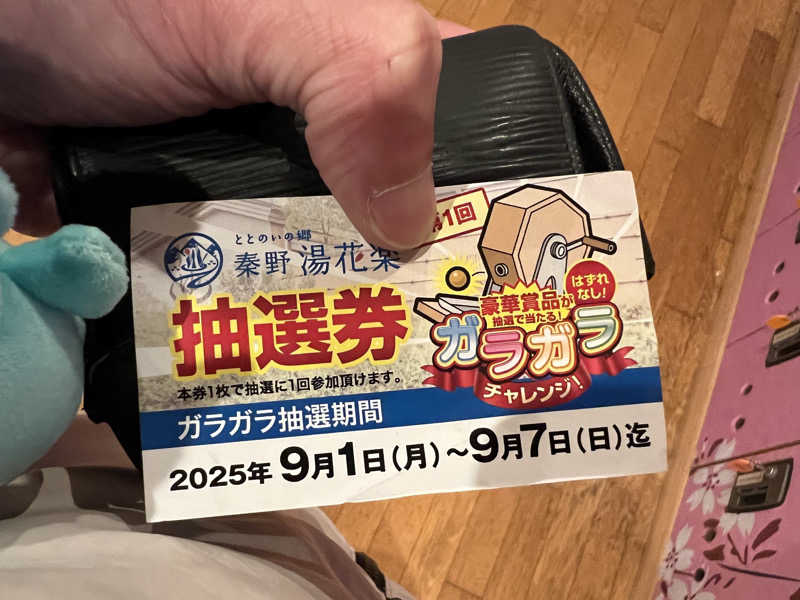 第1回
ととのいの郷
秦野 湯花楽
抽選券
本券1枚で抽選に1回参加頂けます。
はずれ
なし!
豪華賞品が
抽選で当たる!
ガラガラ
チャレンジ!
ガラガラ抽選期間
2025年 9月1日(月)~9月7日(日)迄